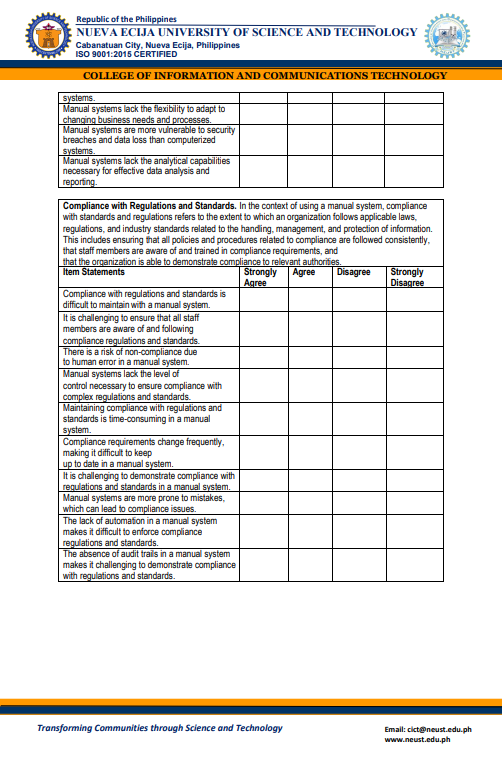 Republic of the Philippines
NUEVA ECIJA UNIVERSITY OF SCIENCE AND TECHNOLOGY
Cabanatuan City, Nueva Ecija, Philippines
ISO 9001:2015 CERTIFIED
COLLEGE OF INFORMATION AND COMMUNICATIONS TECHNOLOGY
systems.
Manual systems lack the flexibility to adapt to
changing business needs and processes.
Manual systems are more vulnerable to security
breaches and data loss than computerized
systems.
Manual systems lack the analytical capabilities
necessary for effective data analysis and
reporting.
Compliance with Regulations and Standards. In the context of using a manual system, compliance
with standards and regulations refers to the extent to which an organization follows applicable laws,
regulations, and industry standards related to the handling, management, and protection of information.
This includes ensuring that all policies and procedures related to compliance are followed consistently,
that staff members are aware of and trained in compliance requirements, and
that the organization is able to demonstrate compliance to relevant authorities.
Item Statements Strongly Agree Disagree Strongly
Agree Disagree
Compliance with regulations and standards is
difficult to maintain with a manual system.
It is challenging to ensure that all staff
members are aware of and following
compliance regulations and standards.
There is a risk of non-compliance due
to human error in a manual system.
Manual systems lack the level of
control necessary to ensure compliance with
complex regulations and standards.
Maintaining compliance with regulations and
standards is time-consuming in a manual
system.
Compliance requirements change frequently,
making it difficult to keep
up to date in a manual system.
It is challenging to demonstrate compliance with
regulations and standards in a manual system.
Manual systems are more prone to mistakes,
which can lead to compliance issues.
The lack of automation in a manual system
makes it difficult to enforce compliance
regulations and standards.
The absence of audit trails in a manual system
makes it challenging to demonstrate compliance
with regulations and standards.
Transforming Communities through Science and Technology
Email: cict@neust.edu.ph
www.neust.edu.ph